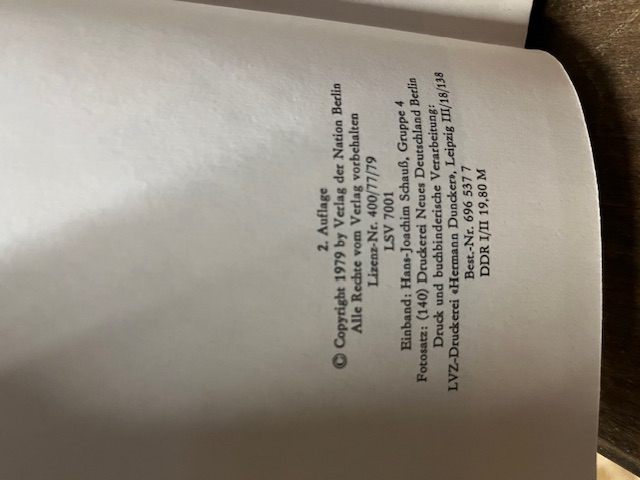 2. Auflage
© Copyright 1979 by Verlag der Nation Berlin
Alle Rechte vom Verlag vorbehalten
Lizenz-Nr. 400/77/79
LSV 7001
Einband: Hans-Joachim Schauß, Gruppe 4
Fotosatz: (140) Druckerei Neues Deutschland Berlin
Druck und buchbinderische Verarbeitung:
LVZ-Druckerei «Hermann Duncker», Leipzig III/18/138
Best.-Nr. 696 537 7
DDR I/II 19,80 M